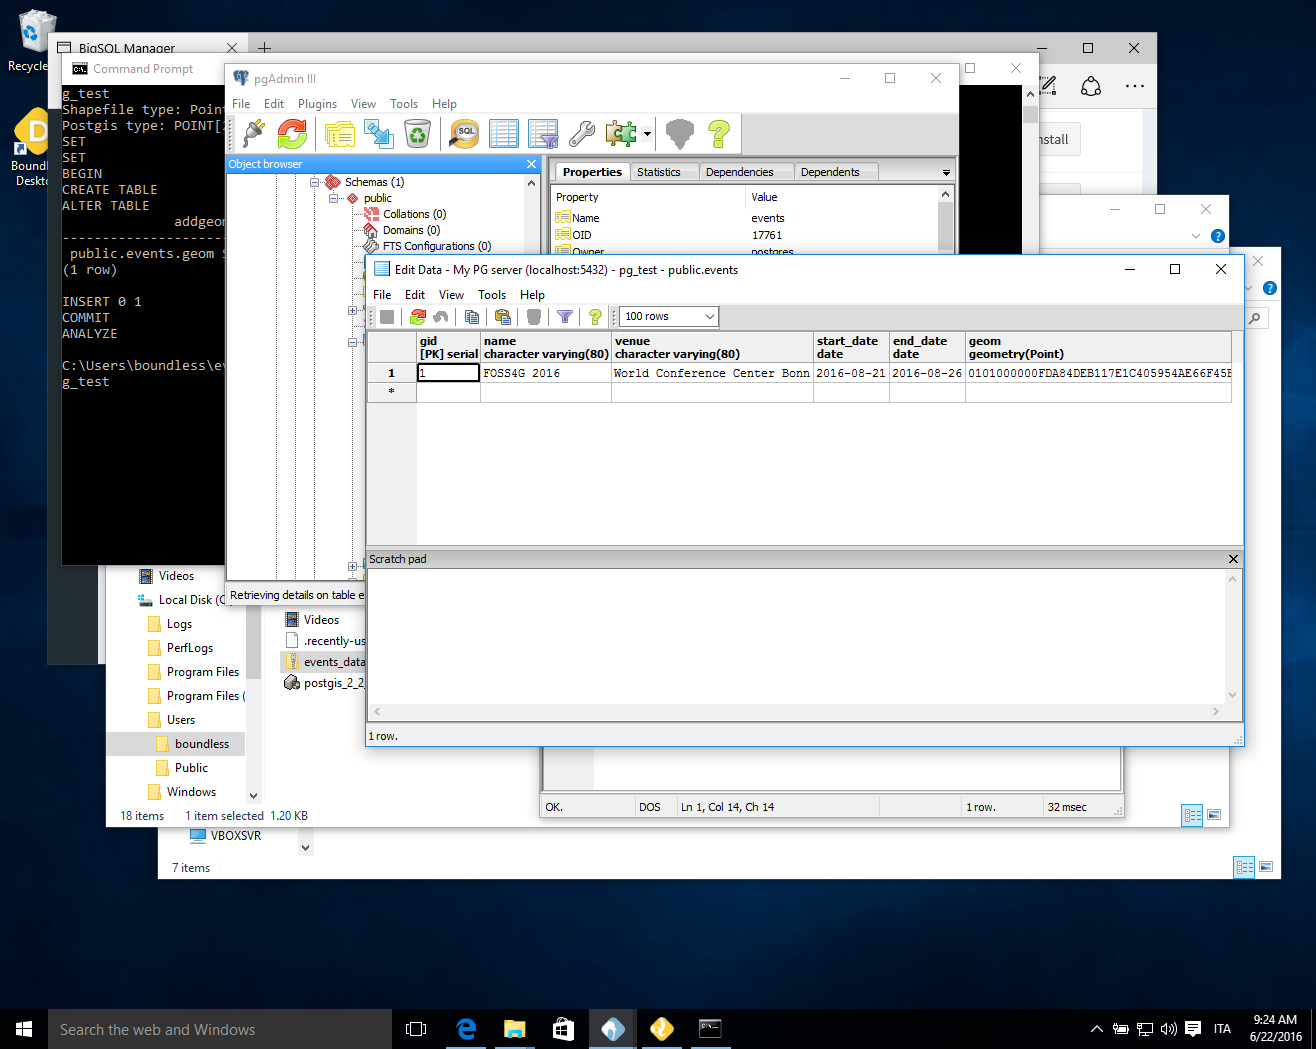 Recycle
Boundl
Deskto
BigSOL Manager
Command Prompt
g_test
Shapefile type: Point
Postgis type: POINT[
SET
SET
BEGIN
CREATE TABLE
ALTER TABLE
addgeom
public.events.geom
(1 row)
INSERT 0 1
COMMIT
ANALYZE
C:\Users\boundless\ev
g_test
pgAdmin III
File Edit Plugins View Tools Help
SQL
Object browser
Schemas (1)
public
Collations (0)
Domains (0)
FTS Configurations (0)
Properties Statistics Dependencies Dependents
Property Value
Name events
OID 17761
Owner postgres
Retrieving details on table e
nstall
Edit Data - My PG server (localhost:5432) - pg_test - public.events
File Edit View Tools Help
100 rows
gid name venue start_date end_date geom
[PK] serial character varying(80) character varying(80) date date geometry(Point)
1 1 FOSS4G 2016 World Conference Center Bonn 2016-08-21 2016-08-26 0101000000FDA84DEB117E1C405954AE66F45E
*
Scratch pad
1 row.
Videos
Local Disk (C
Logs
PerfLogs
Program Files
Program Files (
Users
boundless
Public
Windows
Videos
.recently-us
events_data
postgis_2_2_
18 items 1 item selected 1.20 KB
OK. DOS Ln 1, Col 14, Ch 14 1 row. 32 msec
VBOXSVR
7 items
Search the web and Windows
ITA
9:24 AM
6/22/2016